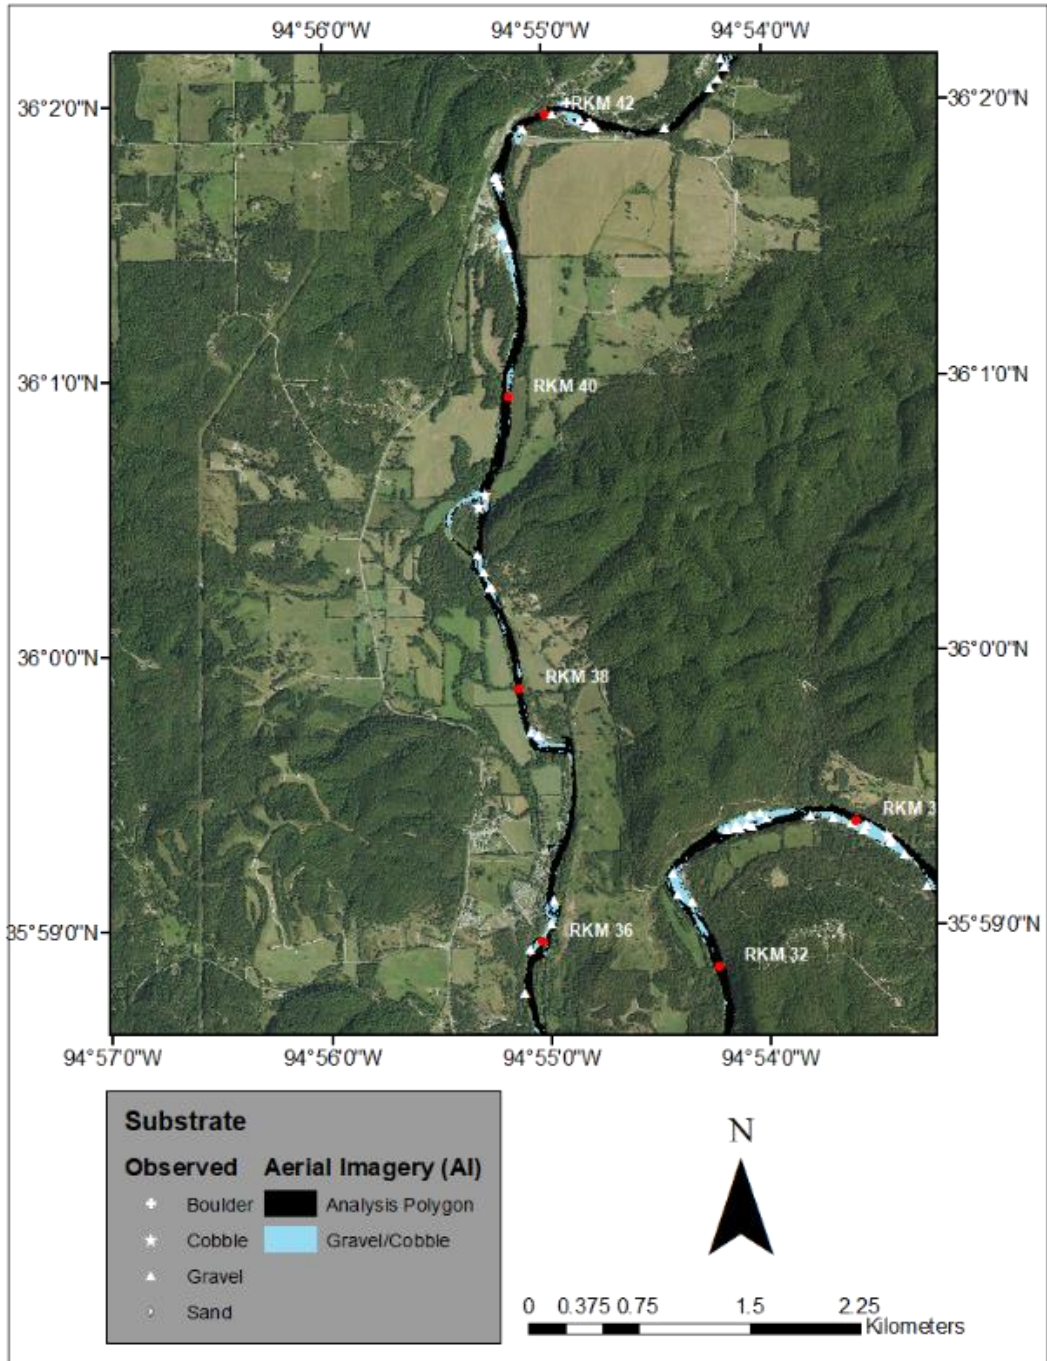 94°56'0"W 94°55'0"W 94°54'0"W
36°2'0"N 36°2'0"N
RKM 42
36°1'0"N 36°1'0"N
RKM 40
36°0'0"N 36°0'0"N
RKM 38
RKM 3
35°59'0"N 35°59'0"N
RKM 36
RKM 32
94°57'0"W 94°56'0"W 94°55'0"W 94°54'0"W
Substrate
Observed Aerial Imagery (AI)
Boulder Analysis Polygon
Cobble Gravel/Cobble
Gravel
Sand
N
0 0.375 0.75 1.5 2.25
Kilometers